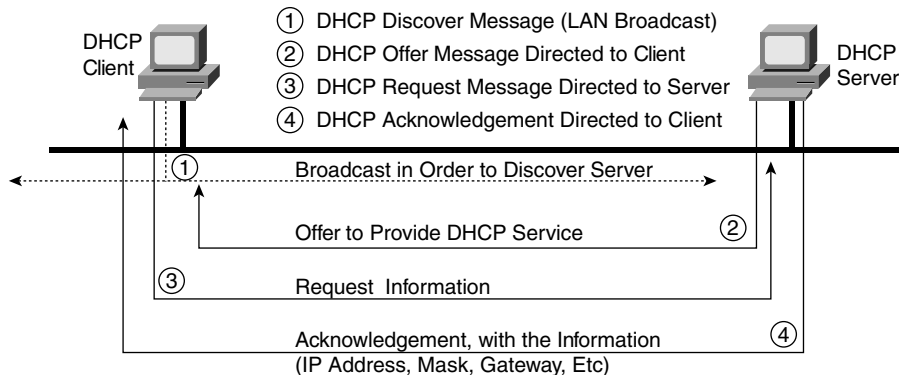 ① DHCP Discover Message (LAN Broadcast)
② DHCP Offer Message Directed to Client
③ DHCP Request Message Directed to Server
④ DHCP Acknowledgement Directed to Client
DHCP
Client
DHCP
Server
① Broadcast in Order to Discover Server
Offer to Provide DHCP Service ②
③ Request Information
Acknowledgement, with the Information ④
(IP Address, Mask, Gateway, Etc)